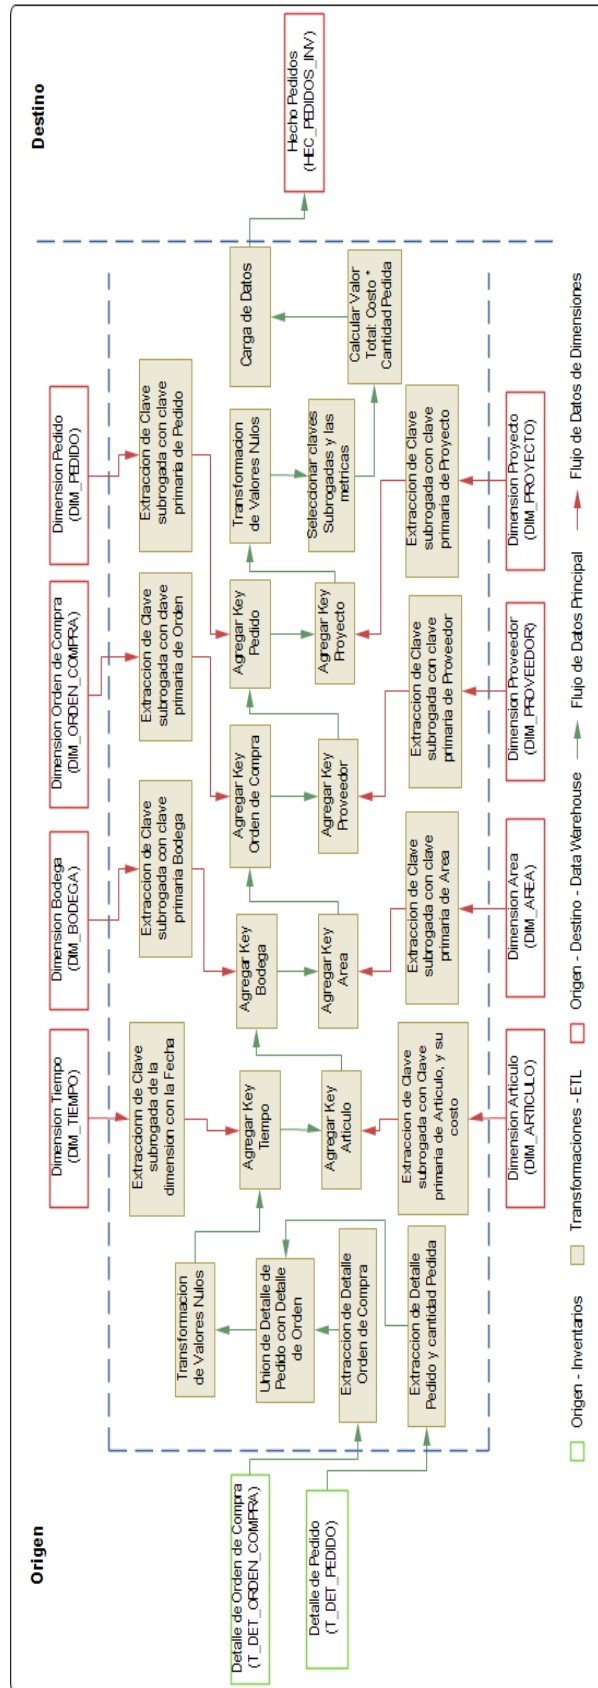 Origen
Destino
Detalle de Orden de Compra
(T_DET_ORDEN_COMPRA)
Detalle de Pedido
(T_DET_PEDIDO)
Transformacion
de Valores Nulos
Union de Detalle de
Pedido con Detalle
de Orden
Extraccion de Detalle
Orden de Compra
Extraccion de Detalle
Pedido y cantidad Pedida
Dimension Tiempo
(DIM_TIEMPO)
Extraccionn de Clave
subrogada de la
dimension con la Fecha
Agregar Key
Tiempo
Agregar Key
Articulo
Extraccion de Clave
subrogada con Clave
primaria de Articulo, y su
costo
Dimension Articulo
(DIM_ARTICULO)
Dimension Bodega
(DIM_BODEGA)
Extraccion de Clave
subrogada con clave
primaria Bodega
Agregar Key
Bodega
Agregar Key
Area
Extraccion de Clave
subrogada con clave
primaria de Area
Dimension Area
(DIM_AREA)
Dimension Orden de Compra
(DIM_ORDEN_COMPRA)
Extraccion de Clave
subrogada con clave
primaria de Orden
Agregar Key
Orden de Compra
Agregar Key
Proveedor
Extraccion de Clave
subrogada con clave
primaria de Proveedor
Dimension Proveedor
(DIM_PROVEEDOR)
Dimension Pedido
(DIM_PEDIDO)
Extraccion de Clave
subrogada con clave
primaria de Pedido
Agregar Key
Pedido
Agregar Key
Proyecto
Extraccion de Clave
subrogada con clave
primaria de Proyecto
Dimension Proyecto
(DIM_PROYECTO)
Transformacion
de Valores Nulos
Seleccionar claves
Subrogadas y las
metricas
Calcular Valor
Total: Costo *
Cantidad Pedida
Carga de Datos
Hecho Pedidos
(HEC_PEDIDOS_INV)
Origen - Inventarios
Transformaciones - ETL
Origen - Destino - Data Warehouse
Flujo de Datos Principal
Flujo de Datos de Dimensiones